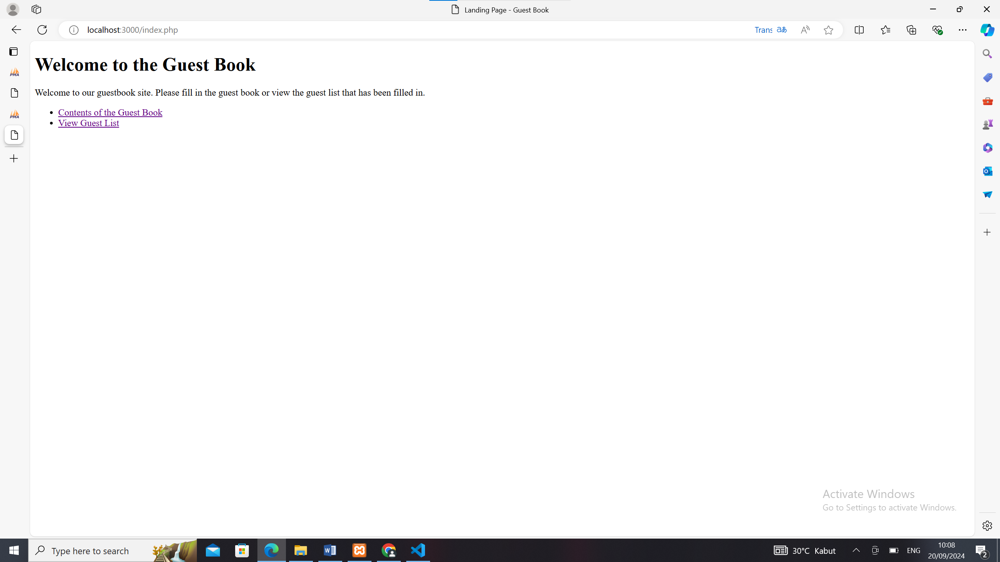 Landing Page - Guest Book
localhost:3000/index.php
Trans
Welcome to the Guest Book
Welcome to our guestbook site. Please fill in the guest book or view the guest list that has been filled in.
Contents of the Guest Book
View Guest List
PMA
PMA
Activate Windows
Go to Settings to activate Windows.
Type here to search
30°C Kabut
ENG
10:08
20/09/2024
2